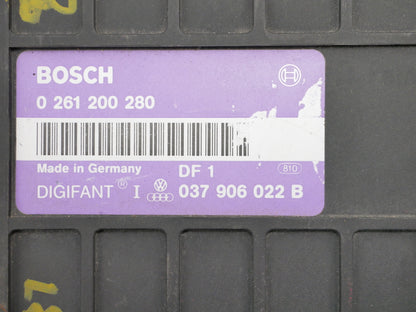 BOSCH
0 261 200 280
Made in Germany DF 1 810
DIGIFANT ® I 037 906 022 B